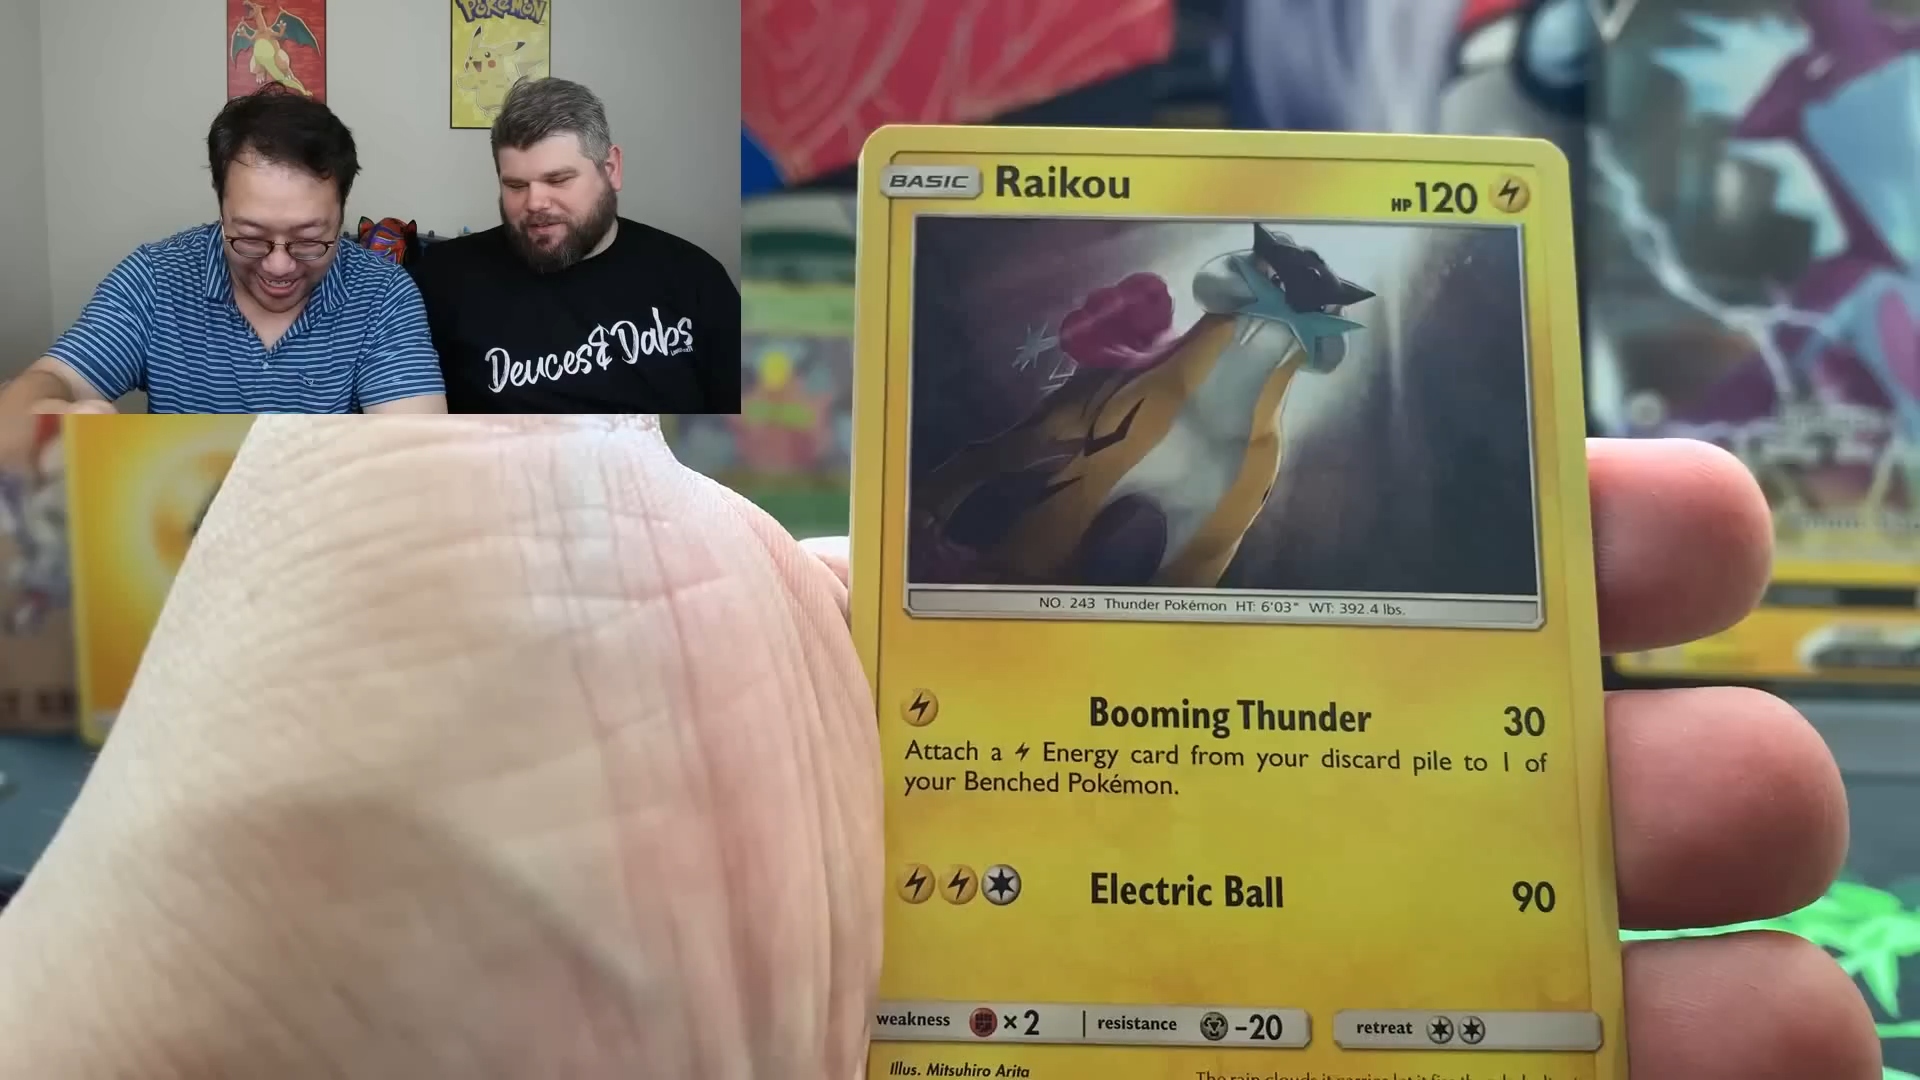 POKÉMON
Deuces & Dabs
BASIC Raikou HP 120
NO. 243 Thunder Pokémon HT: 6'03" WT: 392.4 lbs.
Booming Thunder 30
Attach a Energy card from your discard pile to 1 of
your Benched Pokémon.
Electric Ball 90
weakness ×2 resistance -20 retreat
Illus. Mitsuhiro Arita